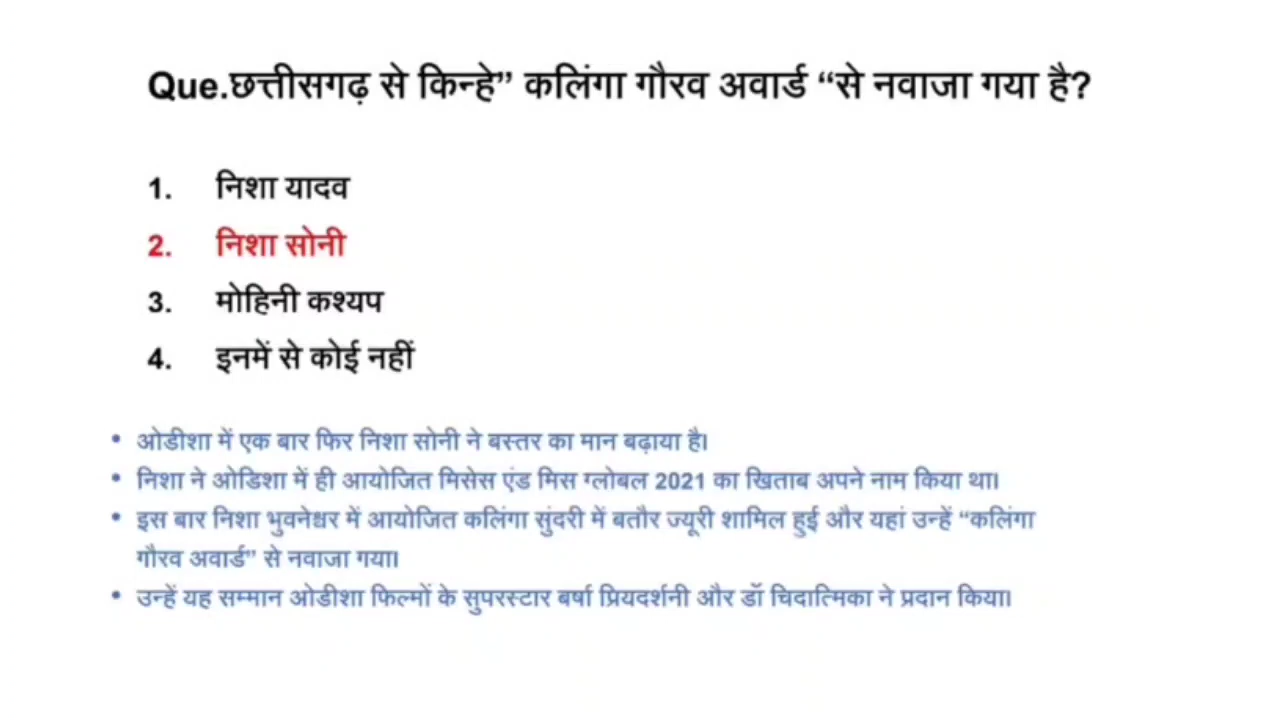 Que.छत्तीसगढ़ से किन्हे” कलिंगा गौरव अवार्ड “से नवाजा गया है?
1. निशा यादव
2. निशा सोनी
3. मोहिनी कश्यप
4. इनमें से कोई नहीं
• ओडीशा में एक बार फिर निशा सोनी ने बस्तर का मान बढ़ाया है।
• निशा ने ओडिशा में ही आयोजित मिसेस एंड मिस ग्लोबल 2021 का खिताब अपने नाम किया था।
• इस बार निशा भुवनेश्वर में आयोजित कलिंगा सुंदरी में बतौर ज्यूरी शामिल हुई और यहां उन्हें “कलिंगा
गौरव अवार्ड” से नवाजा गया।
• उन्हें यह सम्मान ओडीशा फिल्मों के सुपरस्टार बर्षा प्रियदर्शनी और डॉ चिदात्मिका ने प्रदान किया।